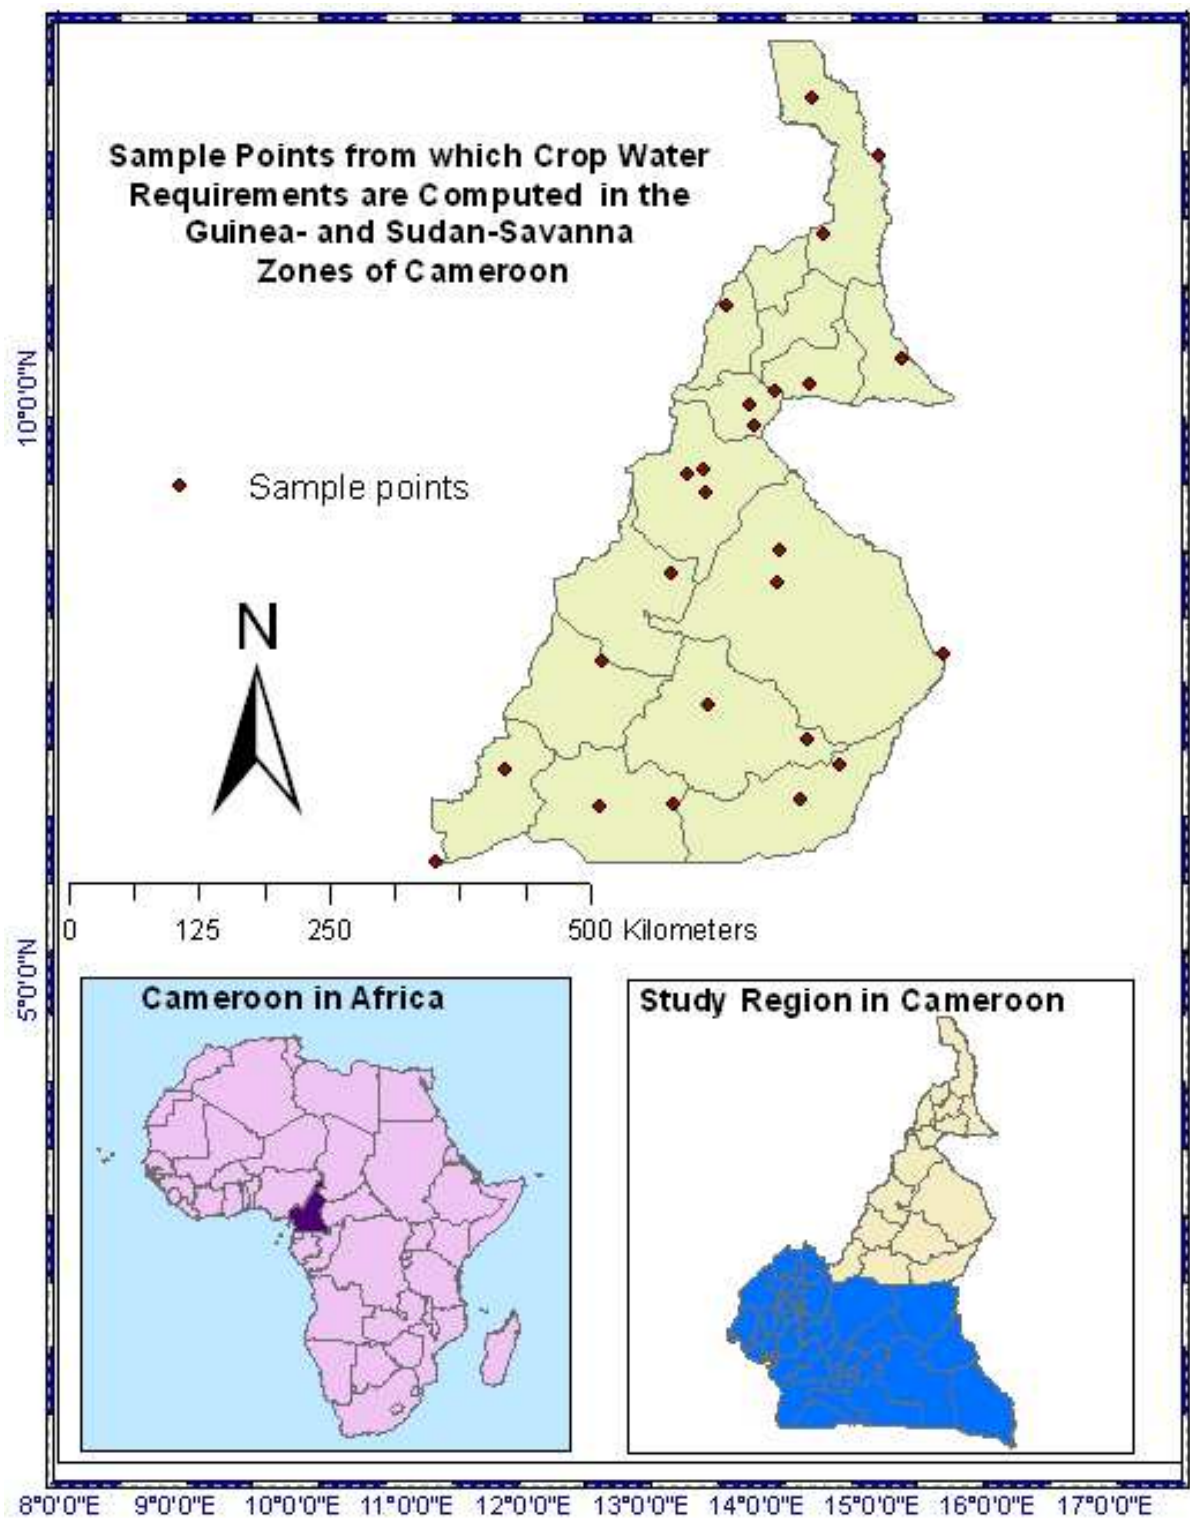 Sample Points from which Crop Water
Requirements are Computed in the
Guinea- and Sudan-Savanna
Zones of Cameroon
10°0'0"N
Sample points
N
0 125 250 500 Kilometers
5°0'0"N
Cameroon in Africa
Study Region in Cameroon
8°0'0"E 9°0'0"E 10°0'0"E 11°0'0"E 12°0'0"E 13°0'0"E 14°0'0"E 15°0'0"E 16°0'0"E 17°0'0"E